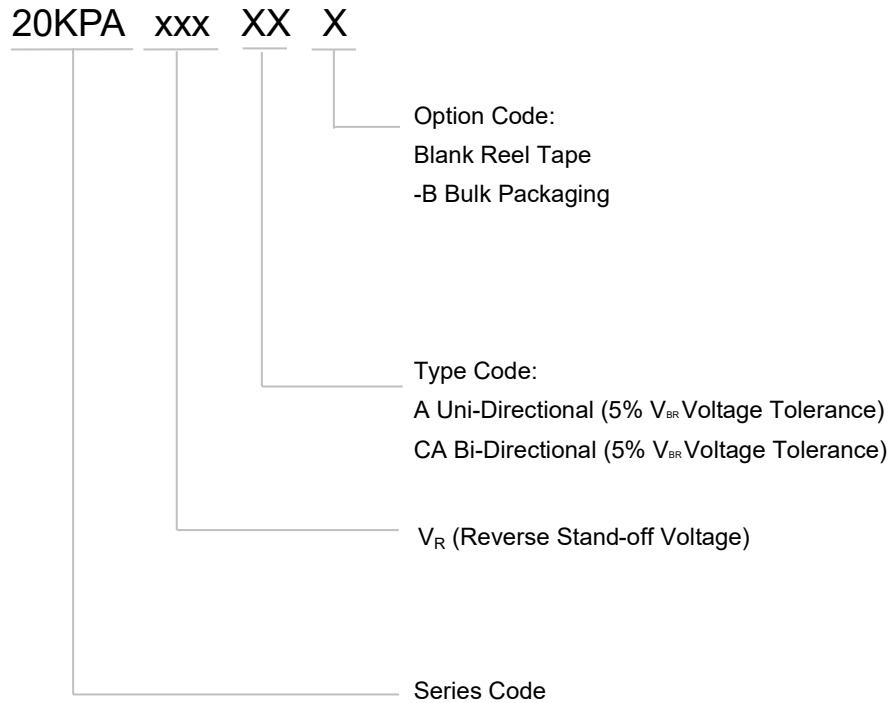 20KPA xxx XX X
Option Code:
Blank Reel Tape
-B Bulk Packaging
Type Code:
A Uni-Directional (5% VBR Voltage Tolerance)
CA Bi-Directional (5% VBR Voltage Tolerance)
VR (Reverse Stand-off Voltage)
Series Code